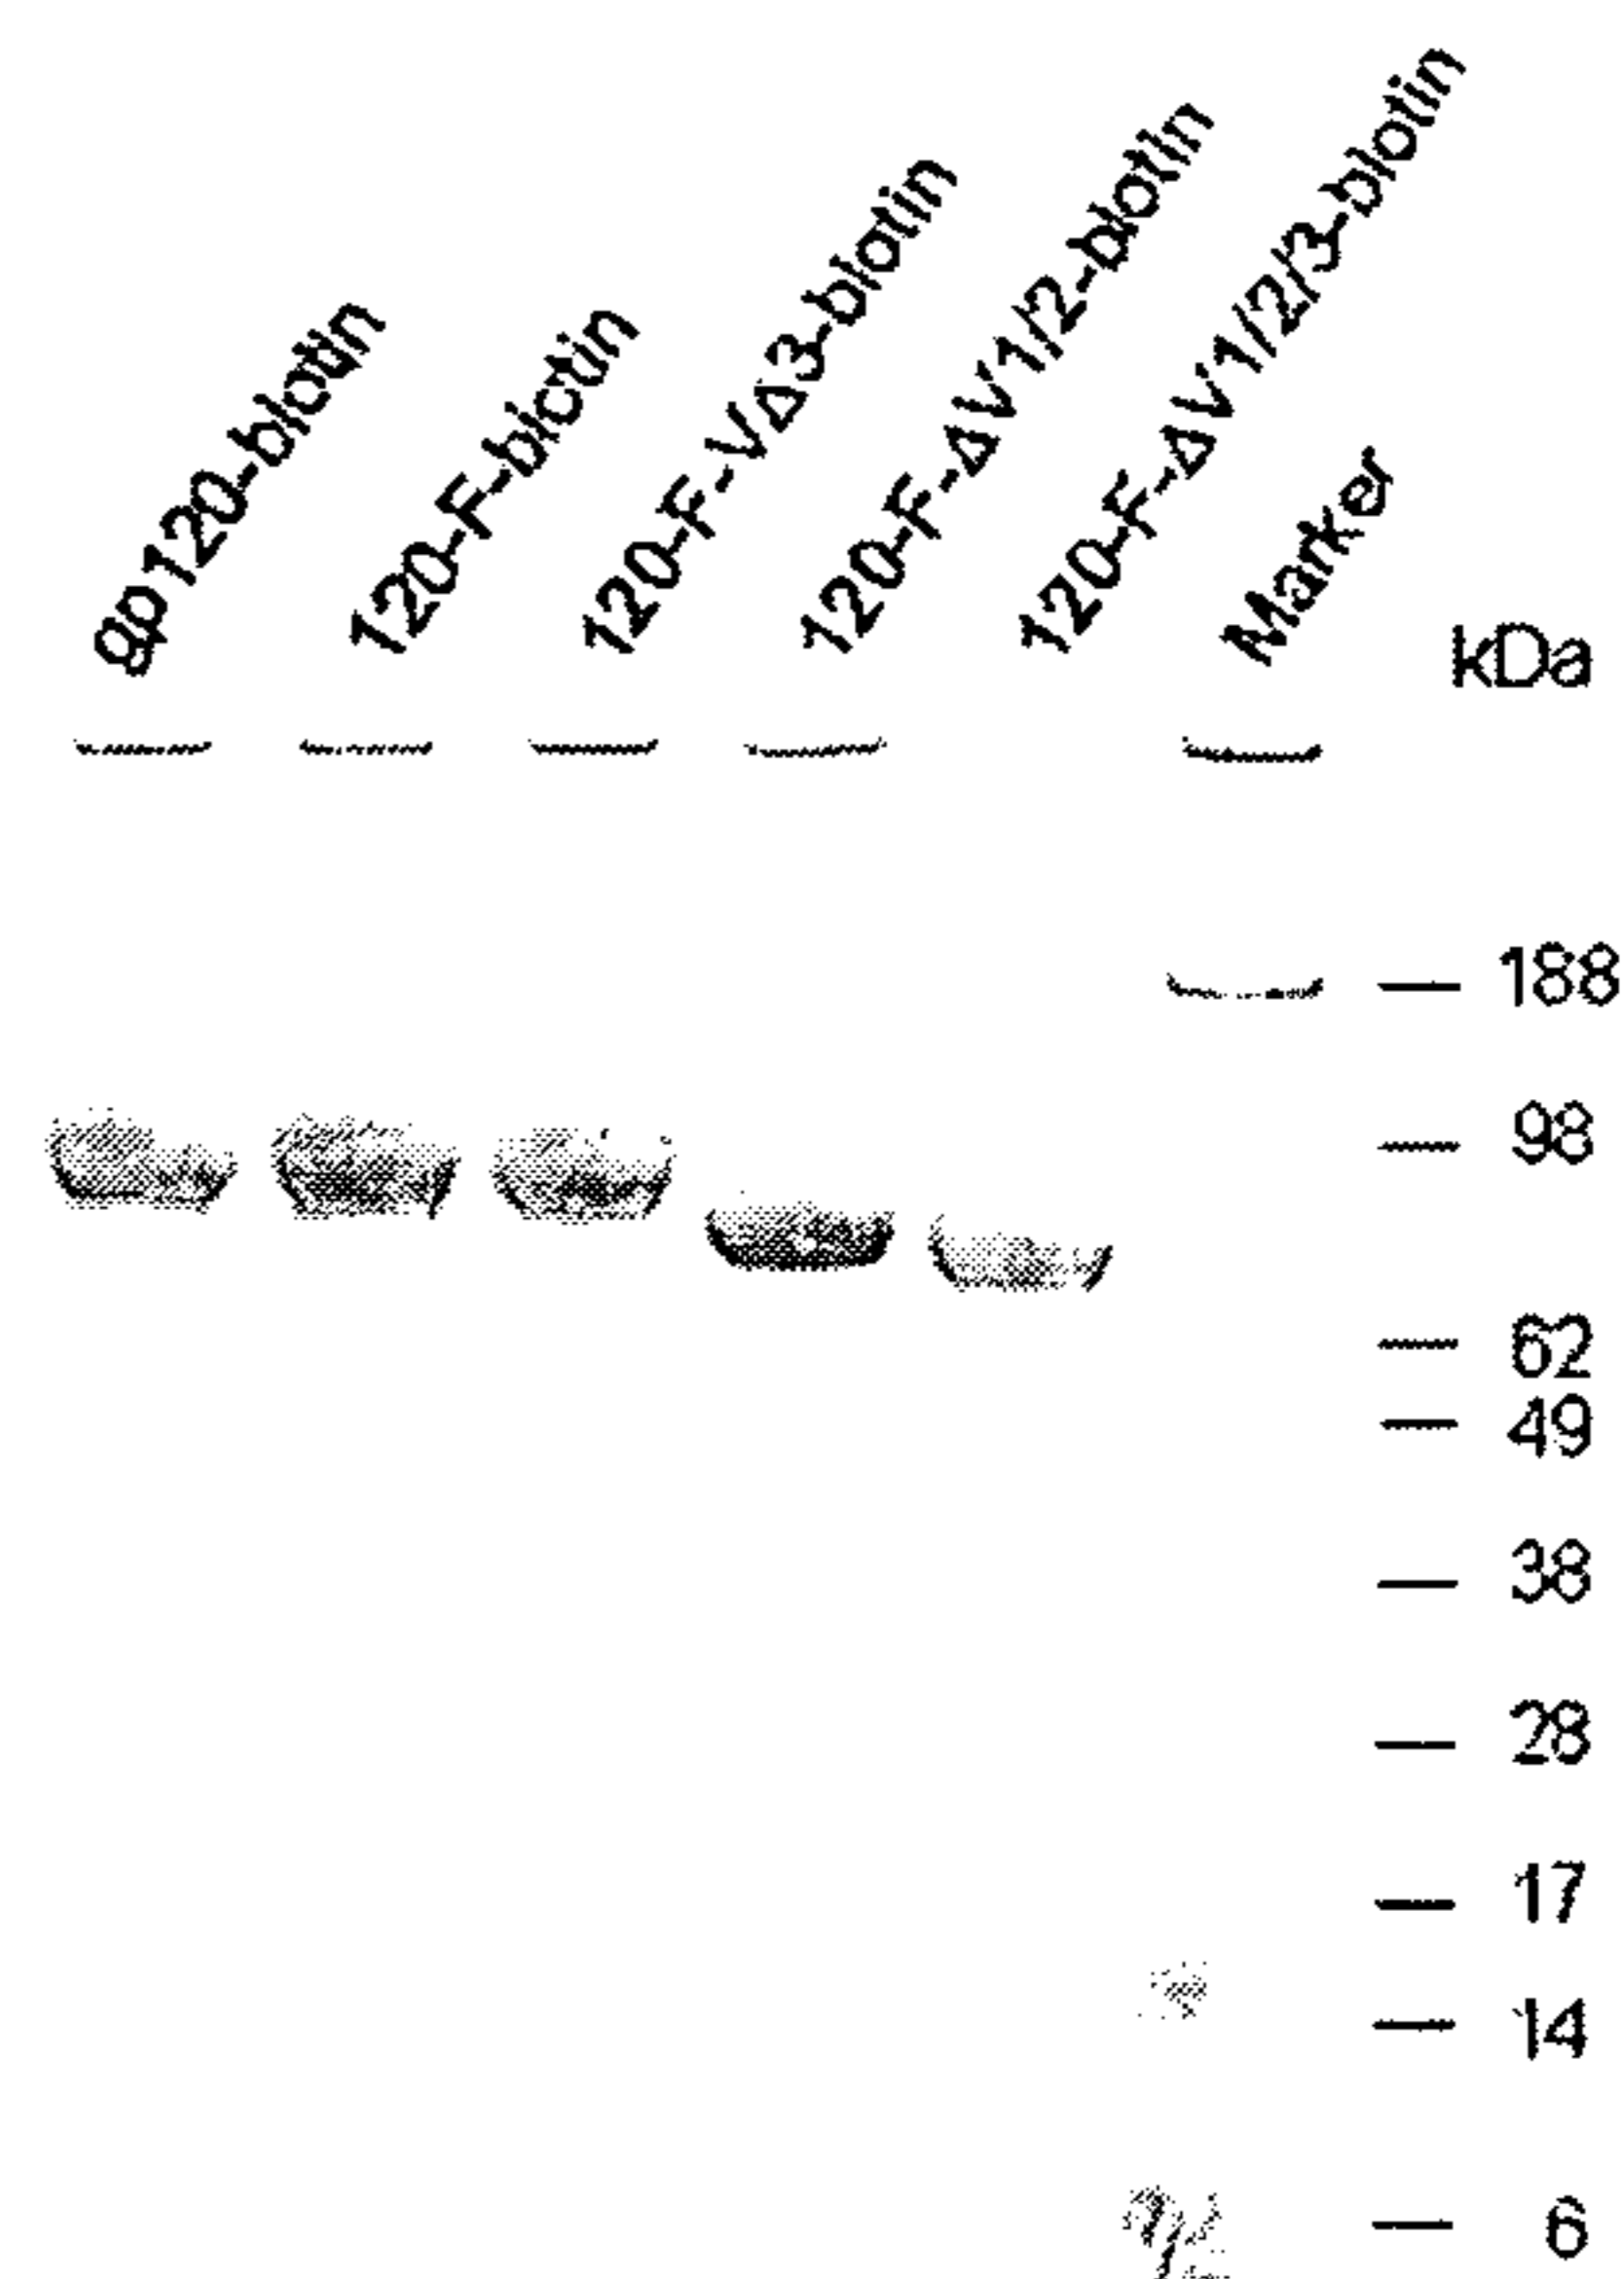 gp120-biotin
120-F-biotin
120-F-VΔ3-biotin
120-F-ΔV1/2-biotin
120-F-ΔV1/2/3-biotin
Marker
kDa
188
98
62
49
38
28
17
14
6